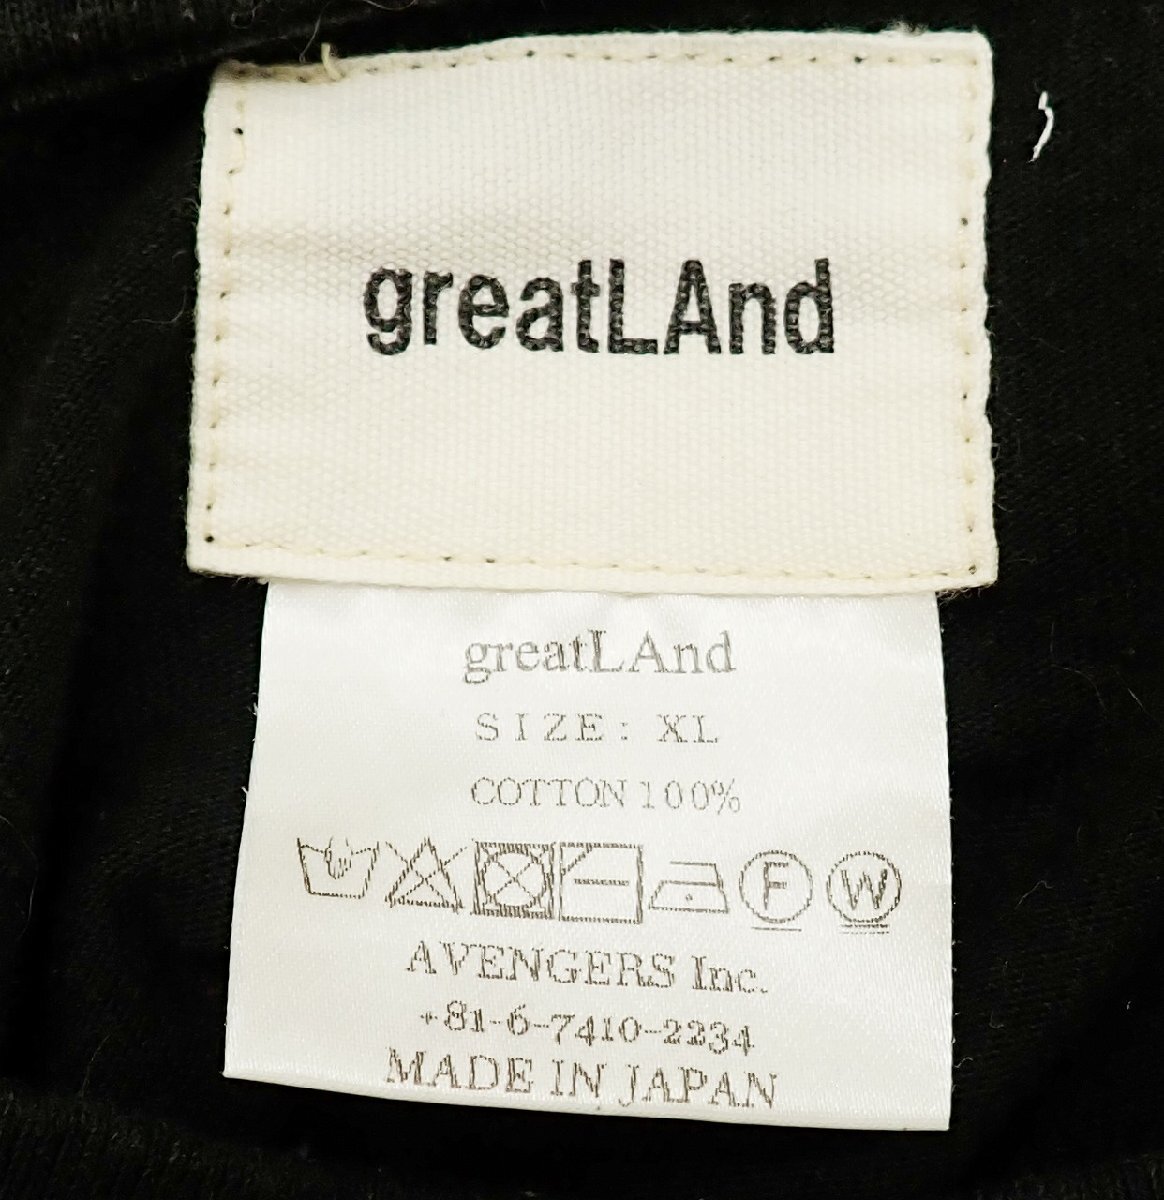 greatLAnd
greatLAnd
SIZE: XL
COTTON 100%
F W
AVENGERS Inc.
+81-6-7410-2234
MADE IN JAPAN